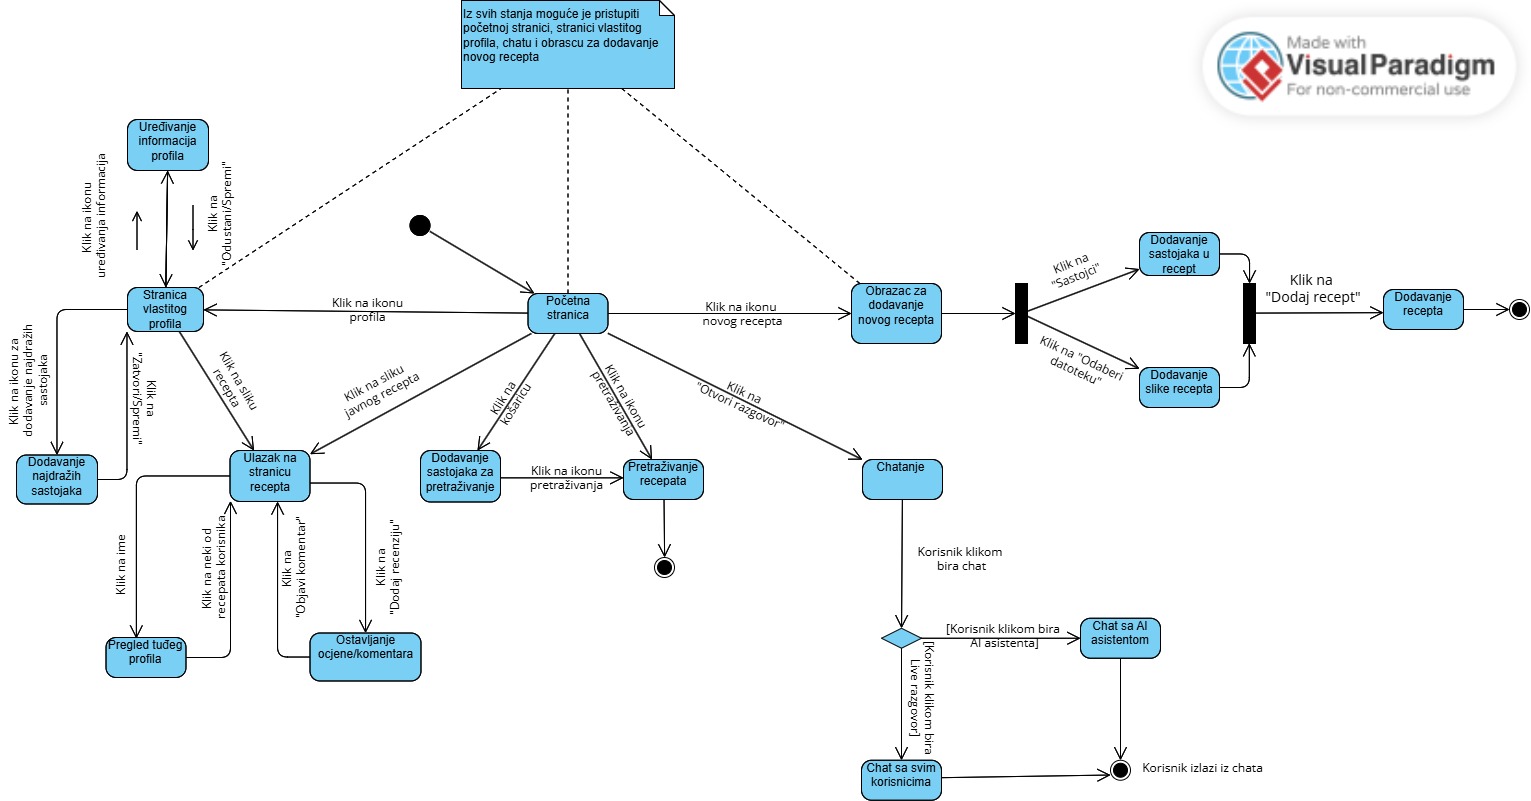 Iz svih stanja moguće je pristupiti
početnoj stranici, stranici vlastitog
profila, chatu i obrascu za dodavanje
novog recepta
Made with
Visual Paradigm
For non-commercial use
Uređivanje
informacija
profila
Klik na ikonu
uređivanja informacija
Klik na
"Odustani/Spremi"
Stranica
vlastitog
profila
Klik na ikonu
profila
Početna
stranica
Klik na ikonu
novog recepta
Obrazac za
dodavanje
novog recepta
Klik na
"Sastojci"
Klik na "Odaberi
datoteku"
Dodavanje
sastojaka u
recept
Dodavanje
slike recepta
Klik na
"Dodaj recept"
Dodavanje
recepta
Klik na ikonu za
dodavanje najdražih
sastojaka
Klik na
"Zatvori/Spremi"
Klik na sliku
recepta
Klik na sliku
javnog recepta
Klik na
košaricu
Klik na ikonu
pretraživanja
Klik na
"Otvori razgovor"
Dodavanje
najdražih
sastojaka
Ulazak na
stranicu
recepta
Dodavanje
sastojaka za
pretraživanje
Klik na ikonu
pretraživanja
Pretraživanje
recepata
Chatanje
Klik na ime
Klik na neki od
recepata korisnika
Klik na
"Objavi komentar"
Klik na
"Dodaj recenziju"
Korisnik klikom
bira chat
Pregled tuđeg
profila
Ostavljanje
ocjene/komentara
[Korisnik klikom bira
AI asistenta]
Chat sa AI
asistentom
[Korisnik klikom bira
Live razgovor]
Chat sa svim
korisnicima
Korisnik izlazi iz chata